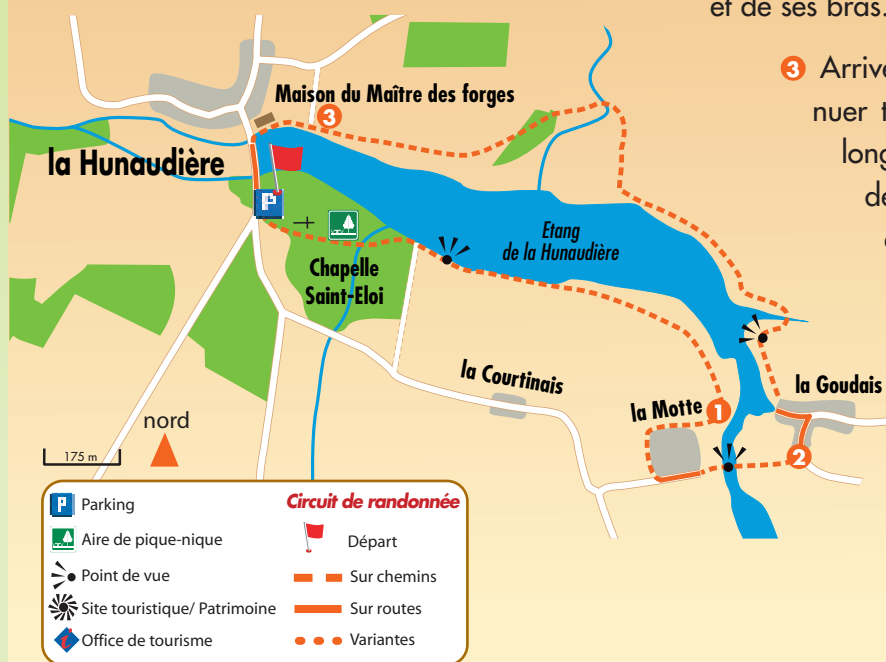 et de ses bras.
3 Arrive
nuer t
long
de
Maison du Maître des forges
3
la Hunaudière
P
Etang
de la Hunaudière
Chapelle
Saint-Eloi
la Courtinais
la Motte 1
la Goudais
2
nord
175 m
P Parking
Aire de pique-nique
Point de vue
Site touristique/ Patrimoine
i Office de tourisme
Circuit de randonnée
Départ
Sur chemins
Sur routes
Variantes